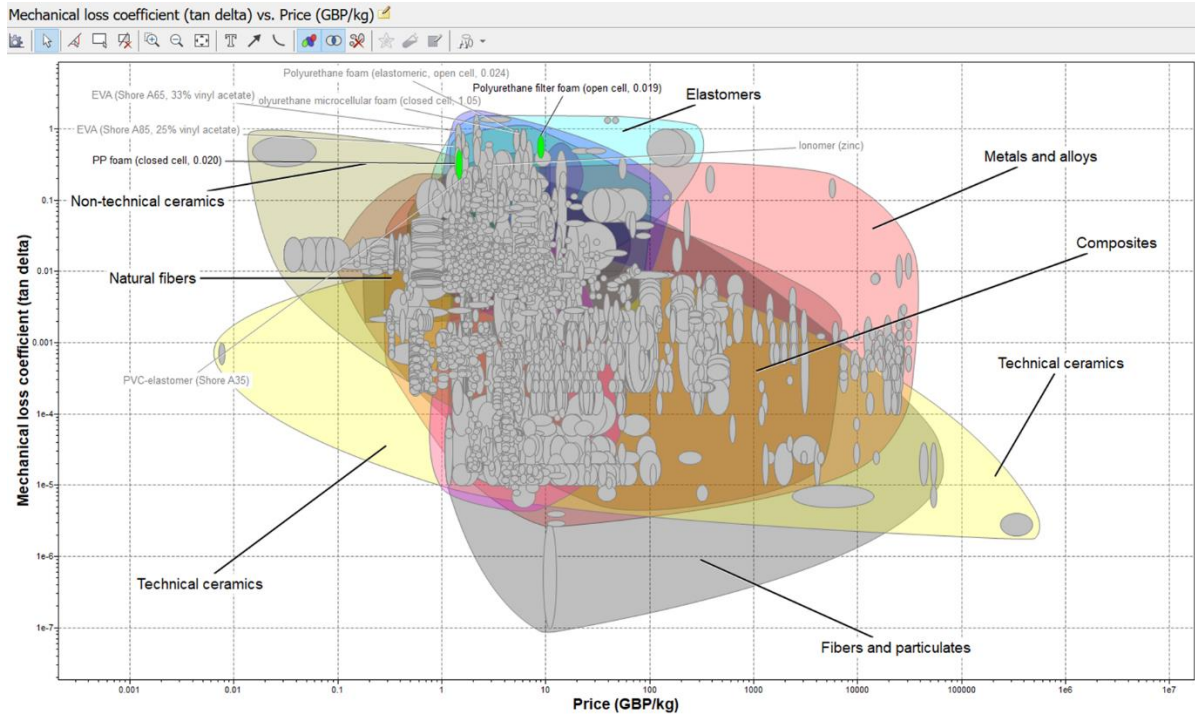 Mechanical loss coefficient (tan delta) vs. Price (GBP/kg)
Polyurethane foam (elastomeric, open cell, 0.024)
EVA (Shore A65, 33% vinyl acetate)
Polyurethane filter foam (open cell, 0.019)
olyurethane microcellular foam (closed cell, 1.05)
Elastomers
EVA (Shore A85, 25% vinyl acetate)
Ionomer (zinc)
PP foam (closed cell, 0.020)
Metals and alloys
Non-technical ceramics
Composites
Natural fibers
Technical ceramics
PVC-elastomer (Shore A35)
Technical ceramics
Fibers and particulates
Mechanical loss coefficient (tan delta)
1
0.1
0.01
0.001
1e-4
1e-5
1e-6
1e-7
0.001
0.01
0.1
1
10
100
1000
10000
100000
1e6
1e7
Price (GBP/kg)